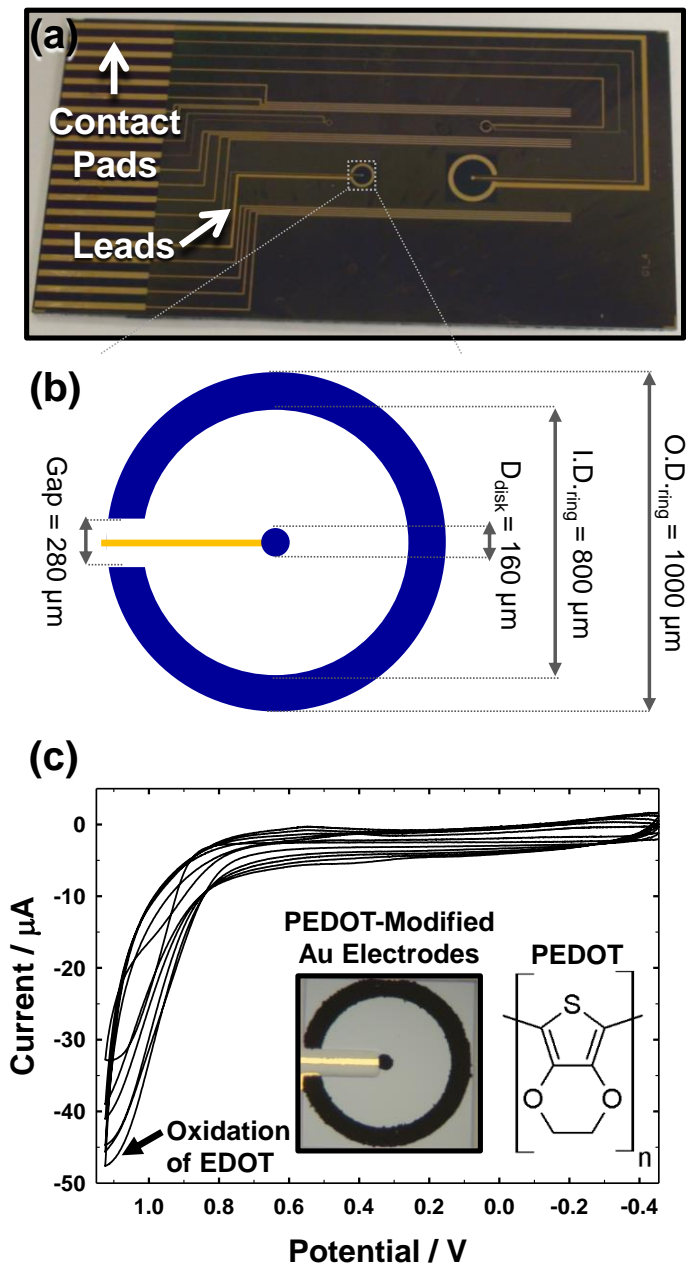 (a)
Contact
Pads
Leads
(b)
Gap = 280 µm
D_disk = 160 µm
I.D._ring = 800 µm
O.D._ring = 1000 µm
(c)
0
-10
-20
-30
-40
-50
Current / µA
PEDOT-Modified
Au Electrodes
PEDOT
S
O
O
n
Oxidation
of EDOT
1.0
0.8
0.6
0.4
0.2
0.0
-0.2
-0.4
Potential / V